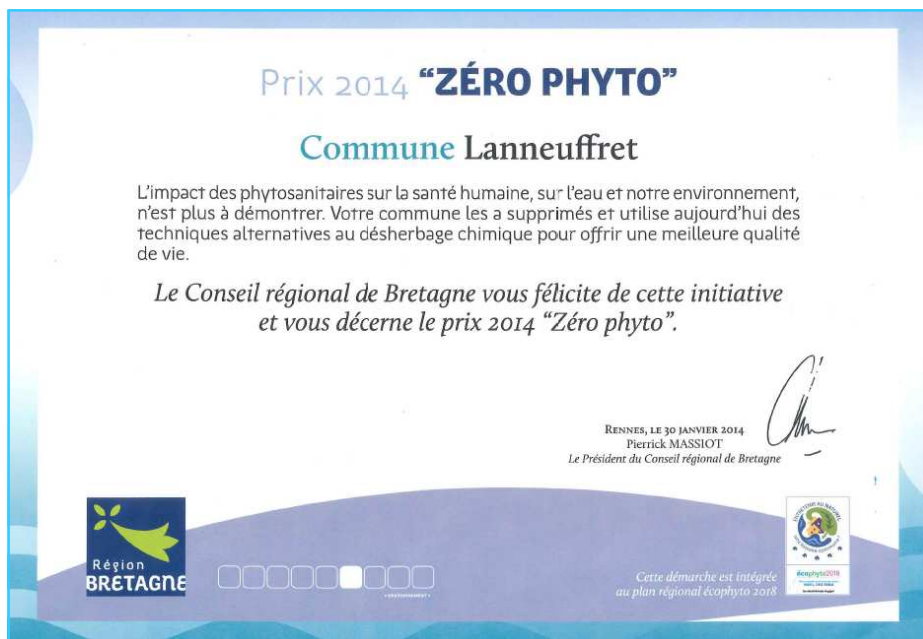 Prix 2014 “ZÉRO PHYTO”
Commune Lanneuffret
L'impact des phytosanitaires sur la santé humaine, sur l'eau et notre environnement,
n'est plus à démontrer. Votre commune les a supprimés et utilise aujourd'hui des
techniques alternatives au désherbage chimique pour offrir une meilleure qualité
de vie.
Le Conseil régional de Bretagne vous félicite de cette initiative
et vous décerne le prix 2014 “Zéro phyto”.
RENNES, LE 30 JANVIER 2014
Pierrick MASSIOT
Le Président du Conseil régional de Bretagne
Région
BRETAGNE
Cette démarche est intégrée
au plan régional écophyto 2018
écophyto2018